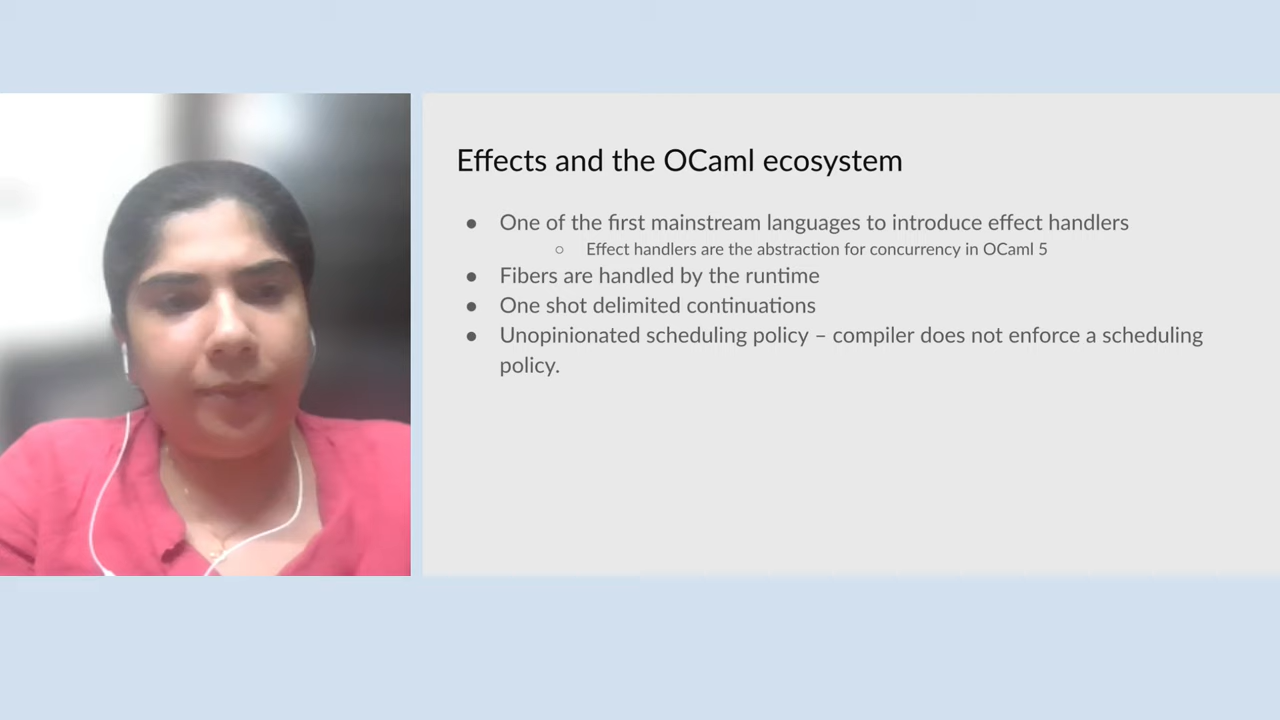 Effects and the OCaml ecosystem
● One of the first mainstream languages to introduce effect handlers
○ Effect handlers are the abstraction for concurrency in OCaml 5
● Fibers are handled by the runtime
● One shot delimited continuations
● Unopinionated scheduling policy – compiler does not enforce a scheduling
policy.